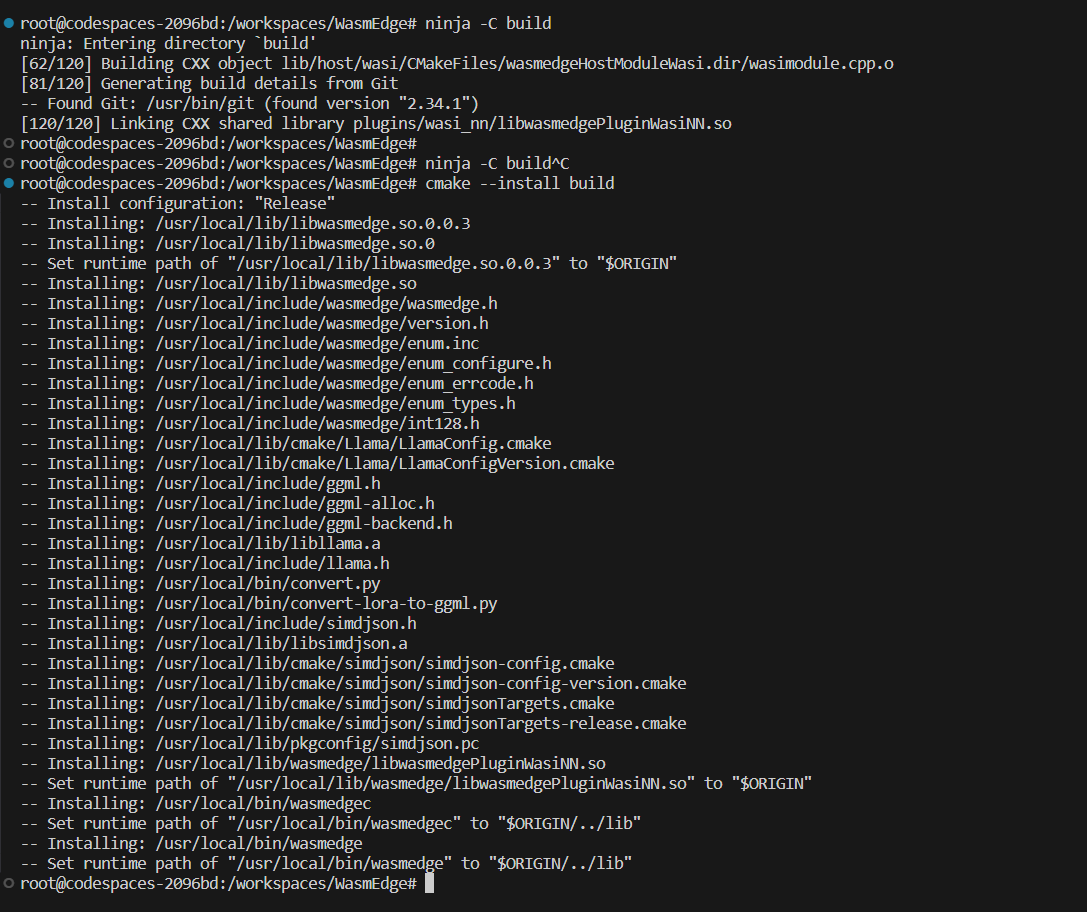 root@codespaces-2096bd:/workspaces/WasmEdge# ninja -C build
ninja: Entering directory `build'
[62/120] Building CXX object lib/host/wasi/CMakeFiles/wasmedgeHostModuleWasi.dir/wasimodule.cpp.o
[81/120] Generating build details from Git
-- Found Git: /usr/bin/git (found version "2.34.1")
[120/120] Linking CXX shared library plugins/wasi_nn/libwasmedgePluginWasiNN.so
root@codespaces-2096bd:/workspaces/WasmEdge#
root@codespaces-2096bd:/workspaces/WasmEdge# ninja -C build^C
root@codespaces-2096bd:/workspaces/WasmEdge# cmake --install build
-- Install configuration: "Release"
-- Installing: /usr/local/lib/libwasmedge.so.0.0.3
-- Installing: /usr/local/lib/libwasmedge.so.0
-- Set runtime path of "/usr/local/lib/libwasmedge.so.0.0.3" to "$ORIGIN"
-- Installing: /usr/local/lib/libwasmedge.so
-- Installing: /usr/local/include/wasmedge/wasmedge.h
-- Installing: /usr/local/include/wasmedge/version.h
-- Installing: /usr/local/include/wasmedge/enum.inc
-- Installing: /usr/local/include/wasmedge/enum_configure.h
-- Installing: /usr/local/include/wasmedge/enum_errcode.h
-- Installing: /usr/local/include/wasmedge/enum_types.h
-- Installing: /usr/local/include/wasmedge/int128.h
-- Installing: /usr/local/lib/cmake/Llama/LlamaConfig.cmake
-- Installing: /usr/local/lib/cmake/Llama/LlamaConfigVersion.cmake
-- Installing: /usr/local/include/ggml.h
-- Installing: /usr/local/include/ggml-alloc.h
-- Installing: /usr/local/include/ggml-backend.h
-- Installing: /usr/local/lib/libllama.a
-- Installing: /usr/local/include/llama.h
-- Installing: /usr/local/bin/convert.py
-- Installing: /usr/local/bin/convert-lora-to-ggml.py
-- Installing: /usr/local/include/simdjson.h
-- Installing: /usr/local/lib/libsimdjson.a
-- Installing: /usr/local/lib/cmake/simdjson/simdjson-config.cmake
-- Installing: /usr/local/lib/cmake/simdjson/simdjson-config-version.cmake
-- Installing: /usr/local/lib/cmake/simdjson/simdjsonTargets.cmake
-- Installing: /usr/local/lib/cmake/simdjson/simdjsonTargets-release.cmake
-- Installing: /usr/local/lib/pkgconfig/simdjson.pc
-- Installing: /usr/local/lib/wasmedge/libwasmedgePluginWasiNN.so
-- Set runtime path of "/usr/local/lib/wasmedge/libwasmedgePluginWasiNN.so" to "$ORIGIN"
-- Installing: /usr/local/bin/wasmedgec
-- Set runtime path of "/usr/local/bin/wasmedgec" to "$ORIGIN/../lib"
-- Installing: /usr/local/bin/wasmedge
-- Set runtime path of "/usr/local/bin/wasmedge" to "$ORIGIN/../lib"
root@codespaces-2096bd:/workspaces/WasmEdge#